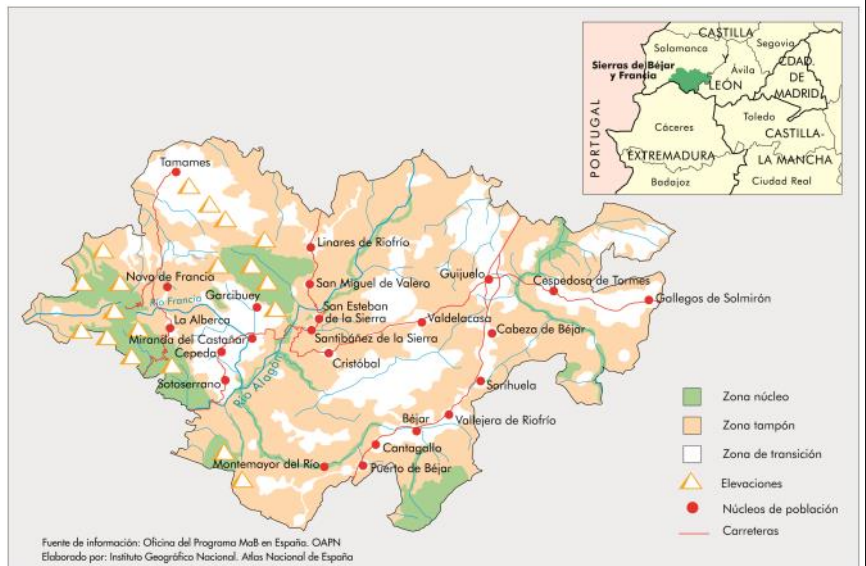 CASTILLA
Salamanca
Segovia
Sierras de Béjar
y Francia
Ávila
LEÓN
CDAD.
DE
MADRID
PORTUGAL
Cáceres
Toledo
CASTILLA-
EXTREMADURA
LA MANCHA
Badajoz
Ciudad Real
Tamames
Linares de Riofrío
Nava de Francia
San Miguel de Valero
Guijuelo
Cespedosa de Tormes
Río Francia
Garcibuey
Gallegos de Solmirón
San Esteban
de la Sierra
La Alberca
Valdelacasa
Miranda del Castañar
Santibáñez de la Sierra
Cabeza de Béjar
Cepeda
Cristóbal
Sotoserrano
Río Alagón
Sorihuela
Béjar
Vallejera de Riofrío
Cantagallo
Montemayor del Río
Puerto de Béjar
Zona núcleo
Zona tampón
Zona de transición
Elevaciones
Núcleos de población
Carreteras
Fuente de información: Oficina del Programa MaB en España. OAPN
Elaborado por: Instituto Geográfico Nacional. Atlas Nacional de España